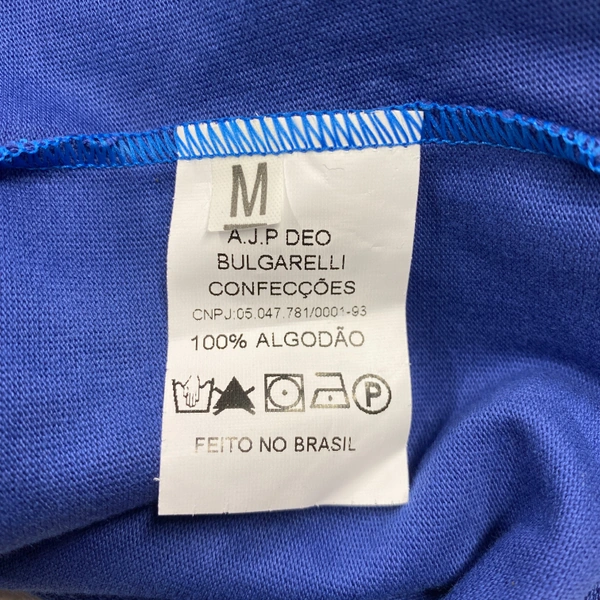 M
A.J.P DEO
BULGARELLI
CONFECÇÕES
CNPJ:05.047.781/0001-93
100% ALGODÃO
P
FEITO NO BRASIL